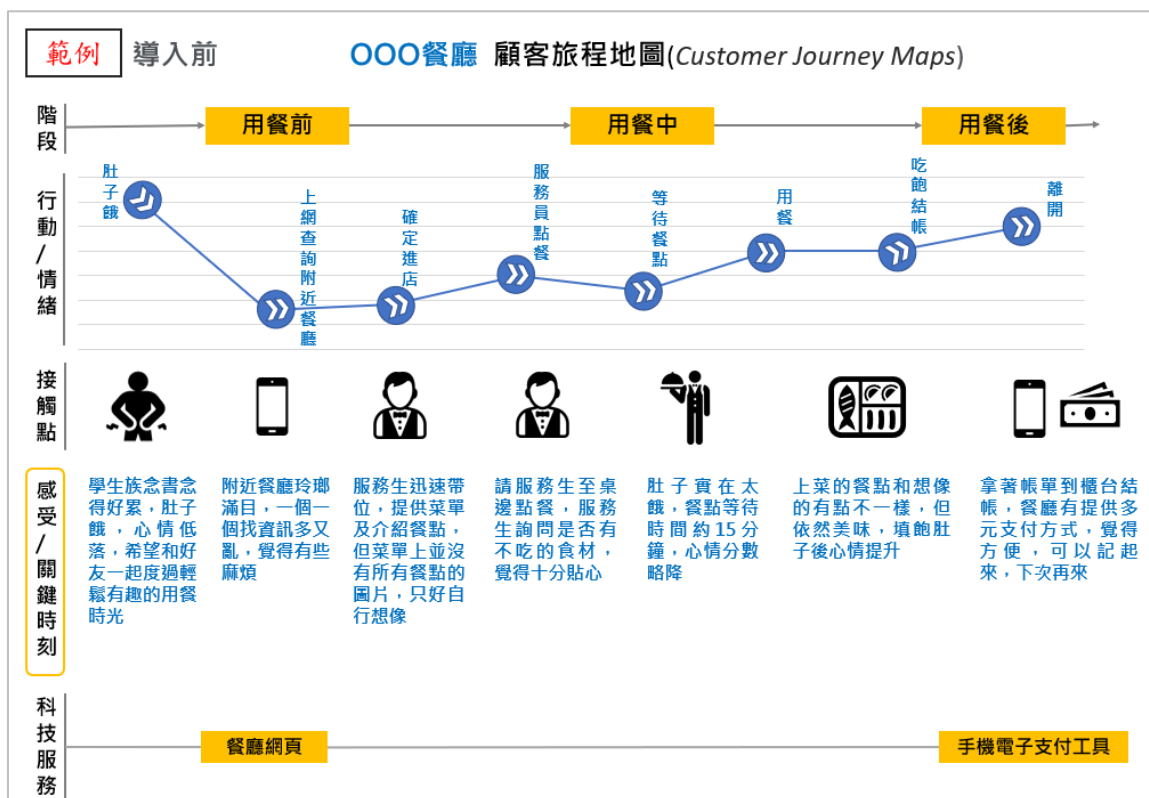 範例 導入前 OOO餐廳 顧客旅程地圖(Customer Journey Maps)
階段
用餐前
用餐中
用餐後
行動/情緒
肚子餓
上網查詢附近餐廳
確定進店
服務員點餐
等待餐點
用餐
吃飽結帳
離開
接觸點
感受/關鍵時刻
學生族念書念
得好累，肚子
餓，心情低
落，希望和好
友一起度過輕
鬆有趣的用餐
時光
附近餐廳玲瑯
滿目，一個一
個找資訊多又
亂，覺得有些
麻煩
服務生迅速帶
位，提供菜單
及介紹餐點，
但菜單上並沒
有所有餐點的
圖片，只好自
行想像
請服務生至桌
邊點餐，服務
生詢問是否有
不吃的食材，
覺得十分貼心
肚子實在太
餓，餐點等待
時間約15分
鐘，心情分數
略降
上菜的餐點和想像
的有點不一樣，但
依然美味，填飽肚
子後心情提升
拿著帳單到櫃台結
帳，餐廳有提供多
元支付方式，覺得
方便，可以記起
來，下次再來
科技服務
餐廳網頁
手機電子支付工具